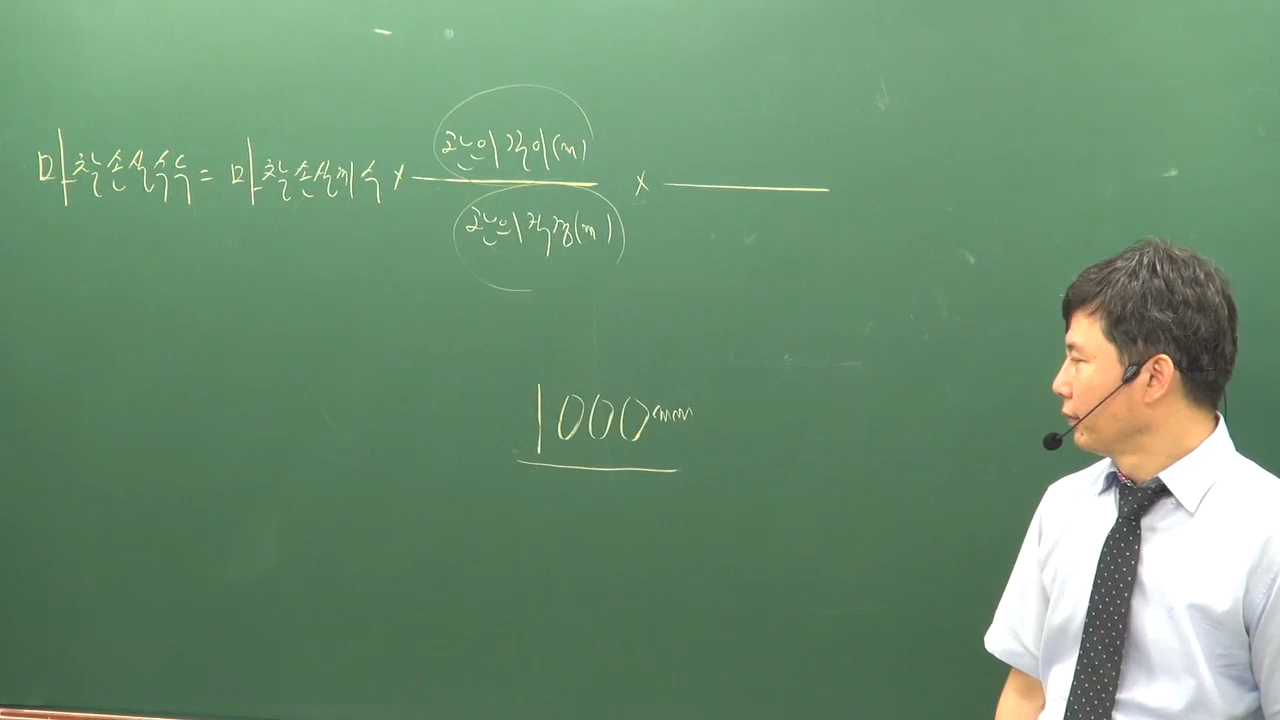 마찰손실수두 = 마찰손실계수 × 관의 길이(m) × 
관의 직경(m)
1000mm